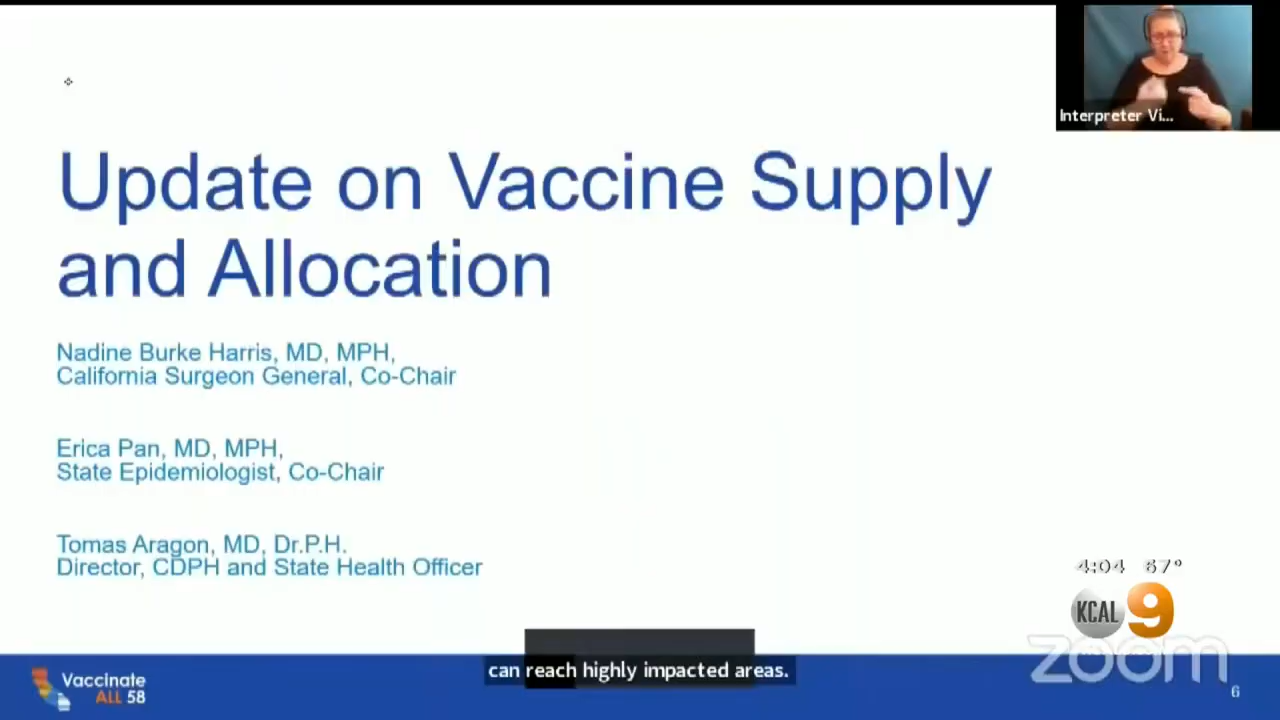 Interpreter Vi...
Update on Vaccine Supply
and Allocation
Nadine Burke Harris, MD, MPH,
California Surgeon General, Co-Chair
Erica Pan, MD, MPH,
State Epidemiologist, Co-Chair
Tomas Aragon, MD, Dr.P.H.
Director, CDPH and State Health Officer
4:04 67°
KCAL 9
zoom
can reach highly impacted areas.
Vaccinate
ALL 58
6